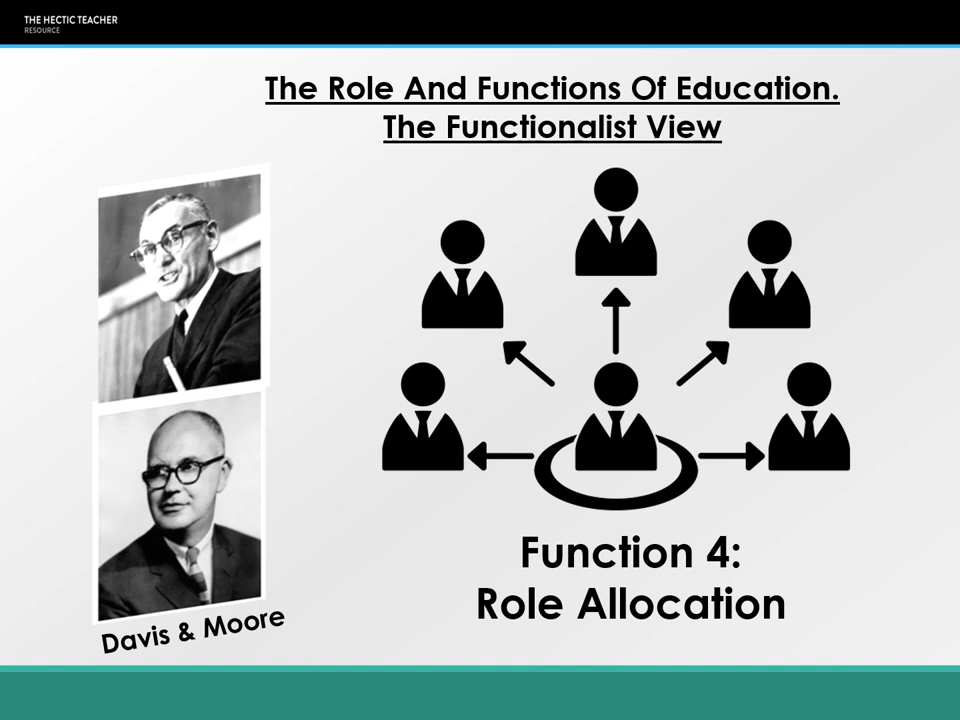 THE HECTIC TEACHER
RESOURCE
The Role And Functions Of Education.
The Functionalist View
Davis & Moore
Function 4:
Role Allocation